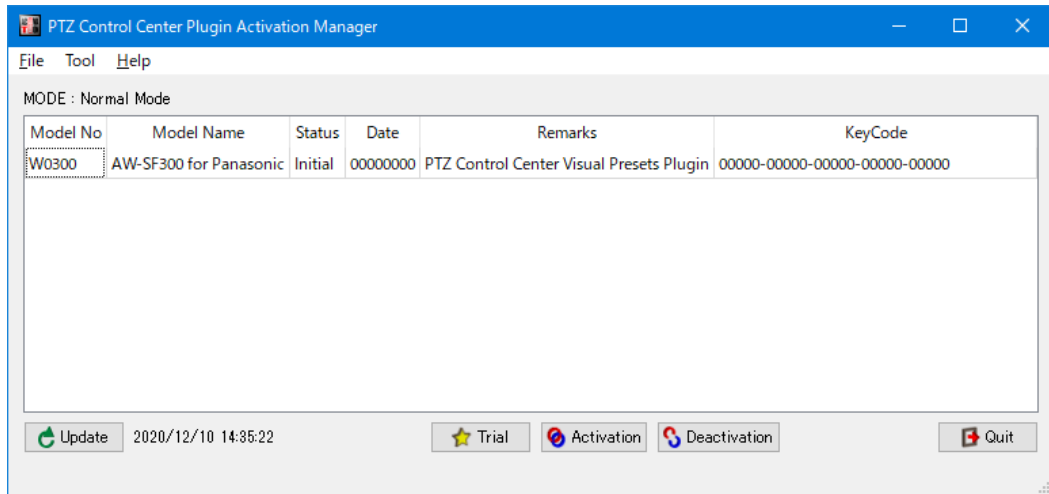 PTZ Control Center Plugin Activation Manager
File Tool Help
MODE : Normal Mode
Model No Model Name Status Date Remarks KeyCode
W0300 AW-SF300 for Panasonic Initial 00000000 PTZ Control Center Visual Presets Plugin 00000-00000-00000-00000-00000
Update 2020/12/10 14:35:22 Trial Activation Deactivation Quit